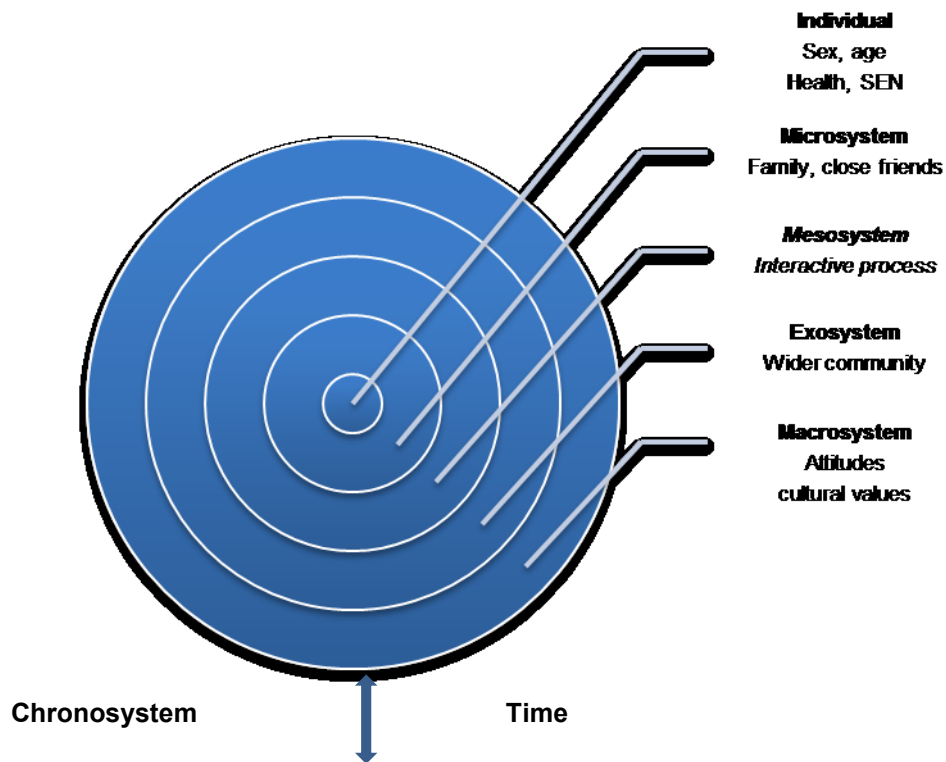 Individual
Sex, age
Health, SEN
Microsystem
Family, close friends
Mesosystem
Interactive process
Exosystem
Wider community
Macrosystem
Attitudes
cultural values
Chronosystem
Time